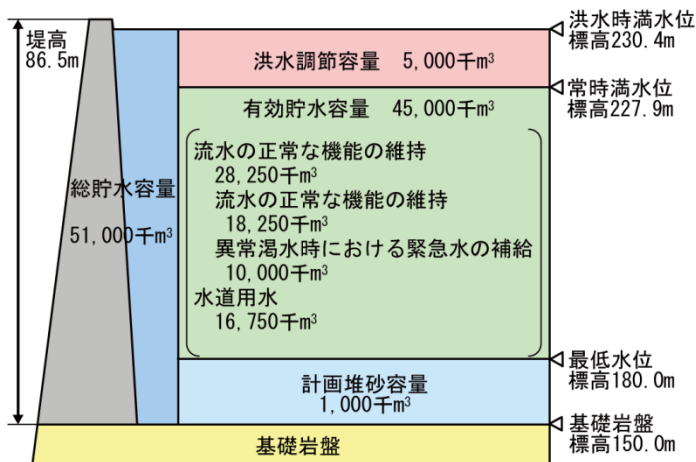 堤高
86.5m
洪水時満水位
標高230.4m
洪水調節容量 5,000千m³
常時満水位
標高227.9m
有効貯水容量 45,000千m³
流水の正常な機能の維持
28,250千m³
流水の正常な機能の維持
18,250千m³
異常渇水時における緊急水の補給
10,000千m³
水道用水
16,750千m³
総貯水容量
51,000千m³
最低水位
標高180.0m
計画堆砂容量
1,000千m³
基礎岩盤
標高150.0m
基礎岩盤